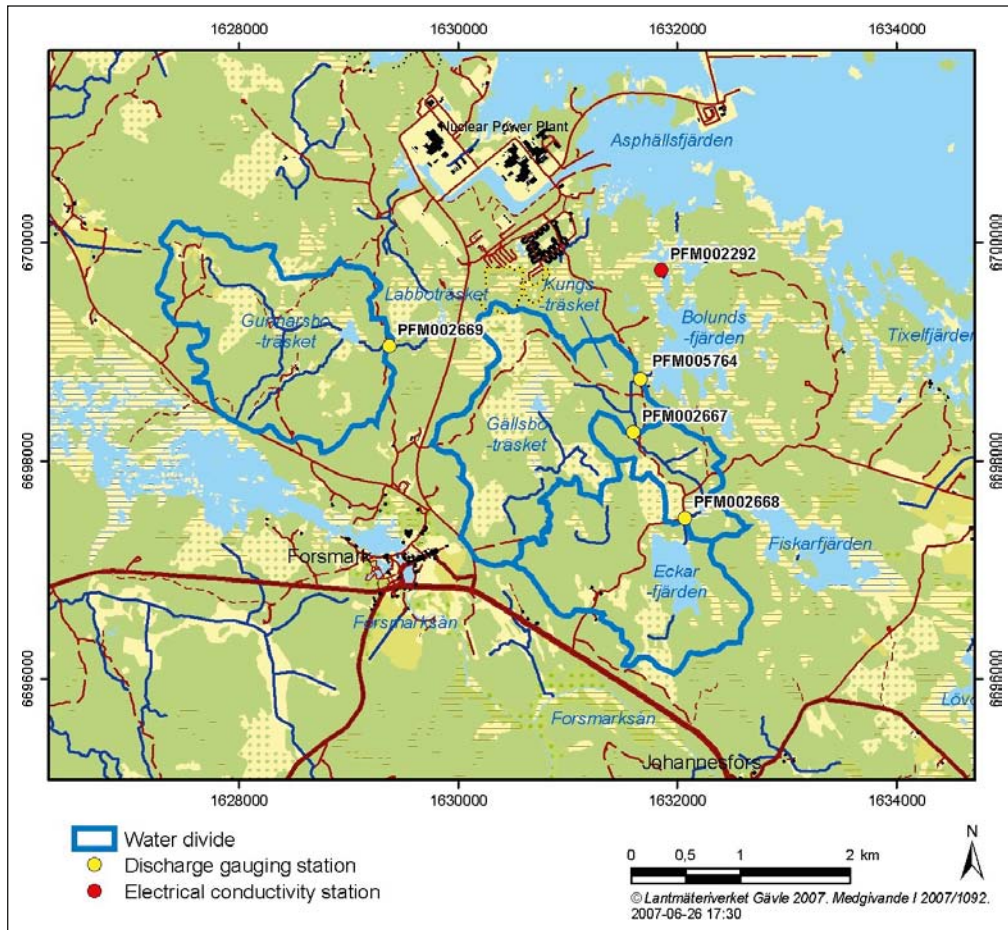 1628000
1630000
1632000
1634000
Nuclear Power Plant
Asphällsfjärden
6700000
6700000
PFM002292
Labboträsket
Kungs
träsket
Gunnarsbo
-träsket
PFM002669
Bolunds
-fjärden
Tixelfjärden
PFM005764
Gällsbo
-träsket
PFM002667
6698000
6698000
PFM002668
Forsmark
Fiskarfjärden
Eckar
-fjärden
Forsmarksån
6696000
6696000
Forsmarksån
Johannesfors
1628000
1630000
1632000
1634000
Water divide
Discharge gauging station
Electrical conductivity station
N
0 0,5 1 2 km
© Lantmäteriverket Gävle 2007. Medgivande I 2007/1092.
2007-06-26 17:30